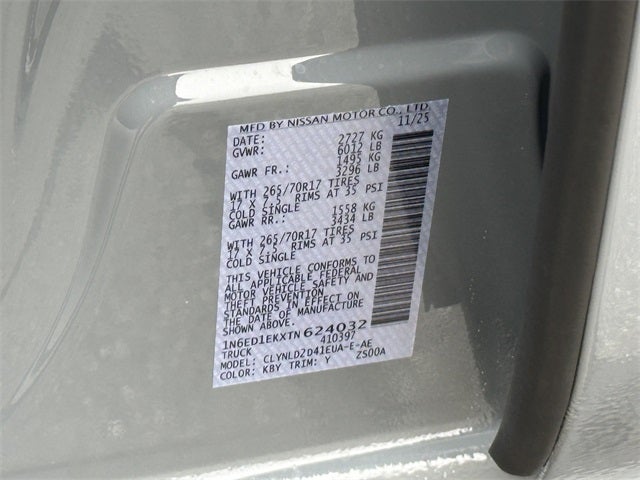 MFD BY NISSAN MOTOR CO., LTD.
DATE: 11/25
GVWR: 2727 KG
6012 LB
GAWR FR.: 1495 KG
3296 LB
WITH 265/70R17 TIRES
17 X 7.5 RIMS AT 35 PSI
COLD SINGLE
GAWR RR.: 1558 KG
3434 LB
WITH 265/70R17 TIRES
17 X 7.5 RIMS AT 35 PSI
COLD SINGLE
THIS VEHICLE CONFORMS TO
ALL APPLICABLE FEDERAL
MOTOR VEHICLE SAFETY AND
THEFT PREVENTION
STANDARDS IN EFFECT ON
THE DATE OF MANUFACTURE
SHOWN ABOVE.
1N6ED1EKXTN624032
TRUCK 410397
MODEL: CLYNLD2D41EUA-E-AE
COLOR: KBY TRIM: Y ZS00A